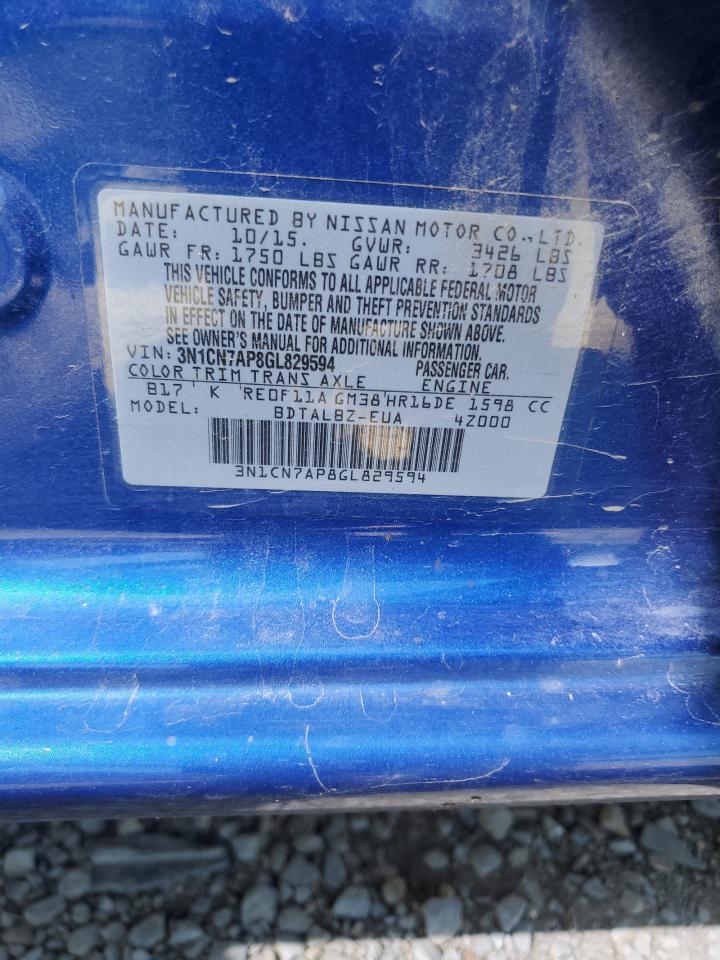 MANUFACTURED BY NISSAN MOTOR CO., LTD.
DATE: 10/15. GVWR: 3426 LBS
GAWR FR: 1750 LBS GAWR RR: 1708 LBS
THIS VEHICLE CONFORMS TO ALL APPLICABLE FEDERAL MOTOR
VEHICLE SAFETY, BUMPER AND THEFT PREVENTION STANDARDS
IN EFFECT ON THE DATE OF MANUFACTURE SHOWN ABOVE.
SEE OWNER'S MANUAL FOR ADDITIONAL INFORMATION.
VIN: 3N1CN7AP8GL829594 PASSENGER CAR.
COLOR TRIM TRANS AXLE ENGINE
B17 K RE0F11A GM38 HR16DE 1598 CC
MODEL: BDTALBZ-EUA 4Z000
3N1CN7AP8GL829594